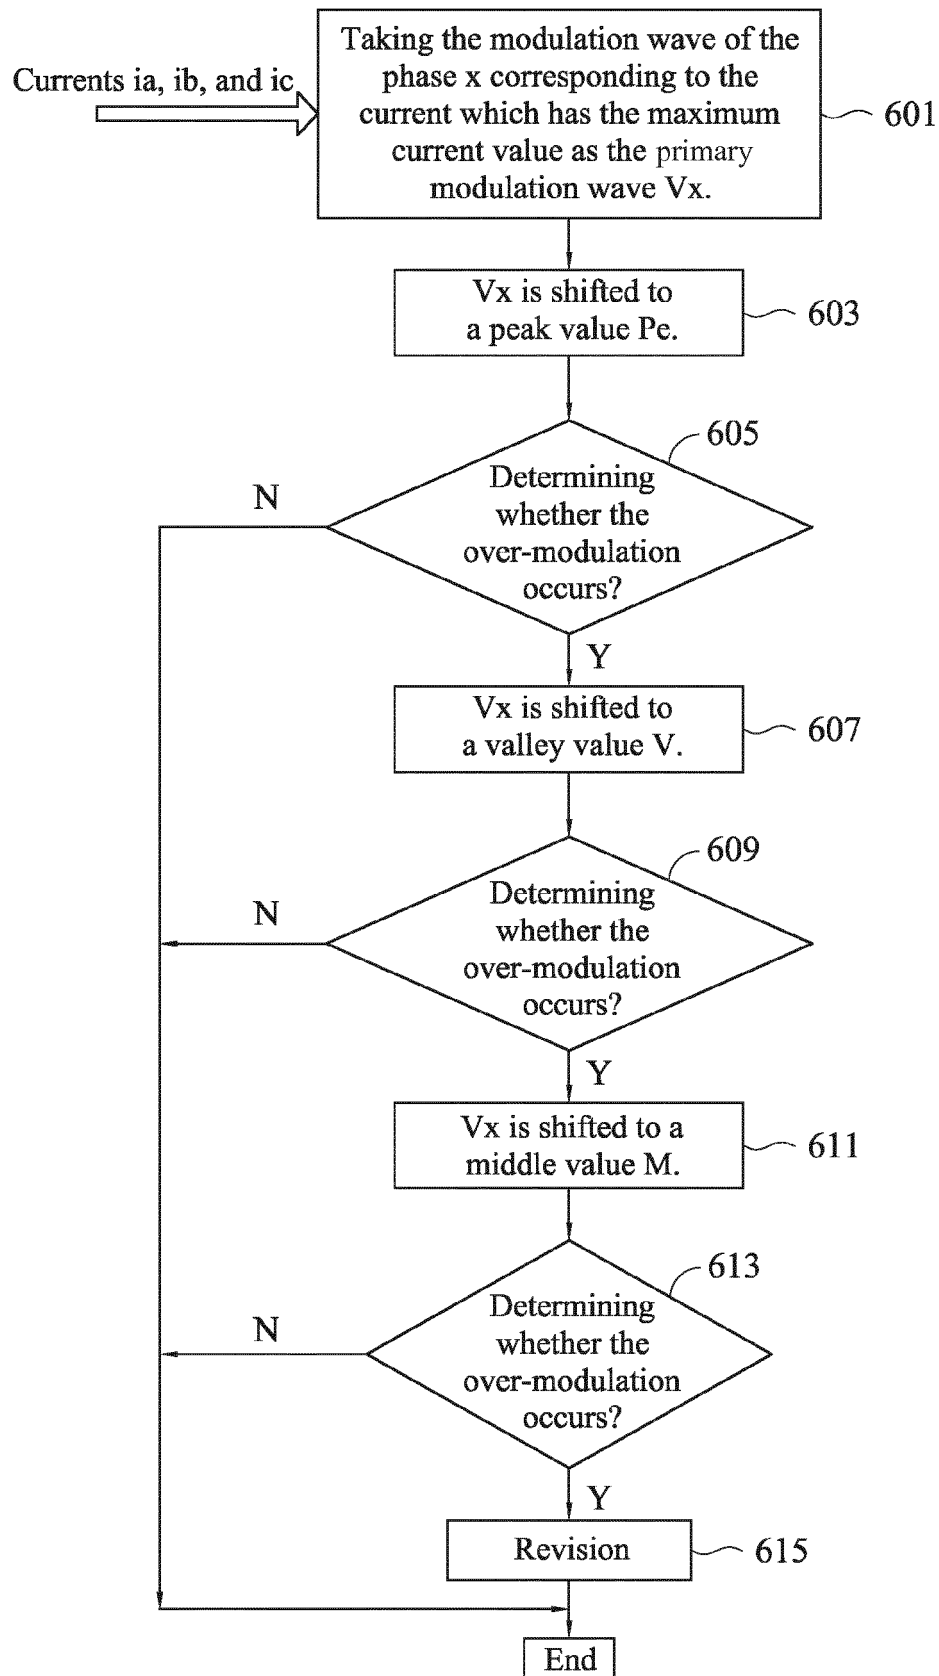 Taking the modulation wave of the
Currents ia, ib, and ic
phase x corresponding to the
current which has the maximum
601
current value as the primary
modulation wave Vx.
Vx is shifted to
a peak value Pe.
603
605
N
Determining
whether the
over-modulation
occurs?
Y
Vx is shifted to
a valley value V.
607
609
N
Determining
whether the
over-modulation
occurs?
Y
Vx is shifted to a
middle value M.
611
613
N
Determining
whether the
over-modulation
occurs?
Y
Revision
615
End